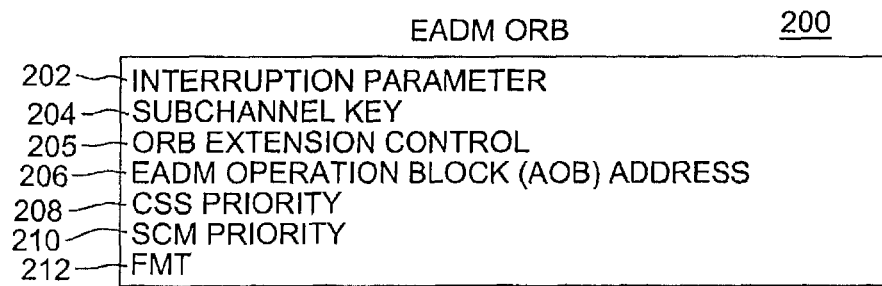 EADM ORB 200
202 INTERRUPTION PARAMETER
204 SUBCHANNEL KEY
205 ORB EXTENSION CONTROL
206 EADM OPERATION BLOCK (AOB) ADDRESS
208 CSS PRIORITY
210 SCM PRIORITY
212 FMT